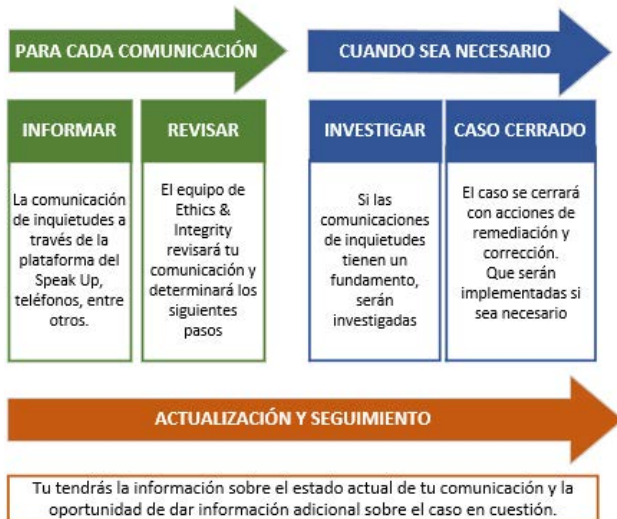 PARA CADA COMUNICACIÓN
CUANDO SEA NECESARIO
INFORMAR
La comunicación
de inquietudes a
través de la
plataforma del
Speak Up,
teléfonos, entre
otros.
REVISAR
El equipo de
Ethics &
Integrity
revisará tu
comunicación y
determinará los
siguientes
pasos
INVESTIGAR
Si las
comunicaciones
de inquietudes
tienen un
fundamento,
serán
investigadas
CASO CERRADO
El caso se cerrará
con acciones de
remediación y
corrección.
Que serán
implementadas si
sea necesario
ACTUALIZACIÓN Y SEGUIMIENTO
Tu tendrás la información sobre el estado actual de tu comunicación y la
oportunidad de dar información adicional sobre el caso en cuestión.